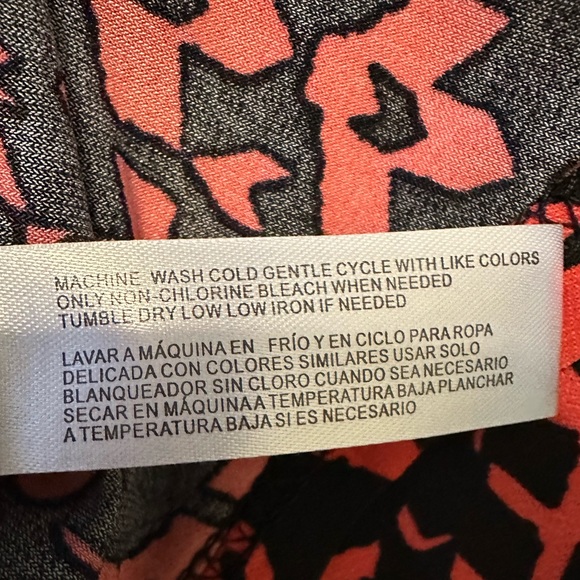 MACHINE WASH COLD GENTLE CYCLE WITH LIKE COLORS
ONLY NON-CHLORINE BLEACH WHEN NEEDED
TUMBLE DRY LOW LOW IRON IF NEEDED
LAVAR A MÁQUINA EN FRÍO Y EN CICLO PARA ROPA
DELICADA CON COLORES SIMILARES USAR SOLO
BLANQUEADOR SIN CLORO CUANDO SEA NECESARIO
SECAR EN MÁQUINA A TEMPERATURA BAJA PLANCHAR
A TEMPERATURA BAJA SI ES NECESARIO